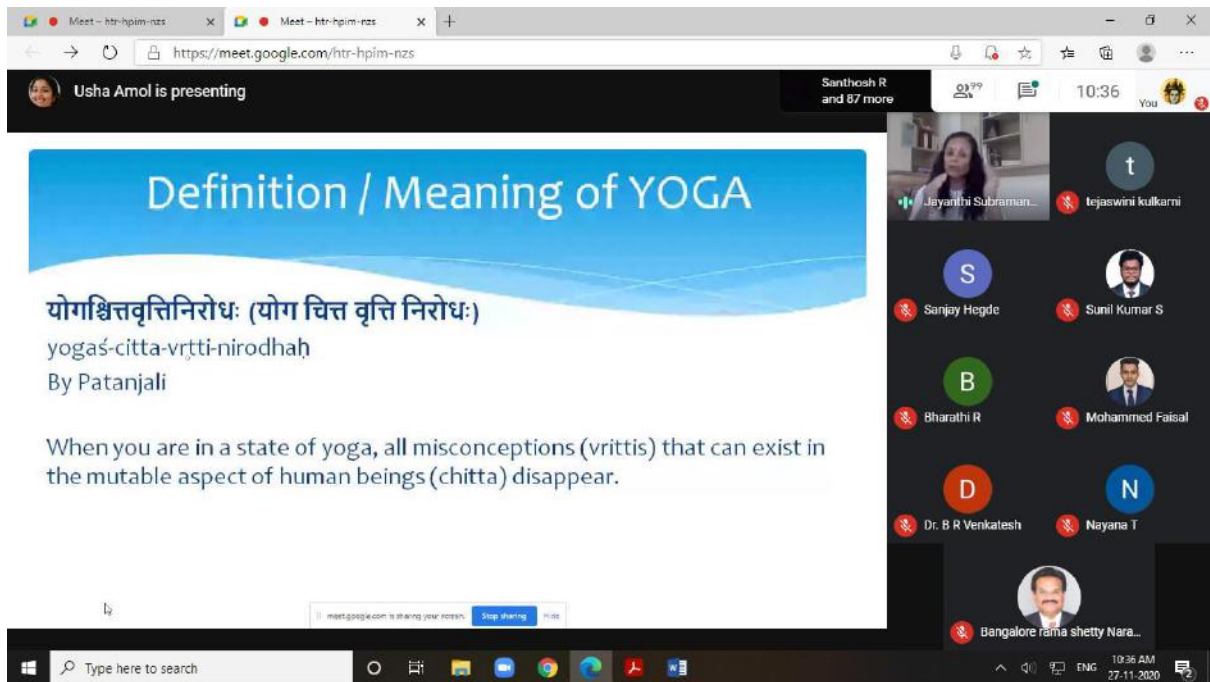 Meet – htr-hpim-nzs
Meet – htr-hpim-nzs
https://meet.google.com/htr-hpim-nzs
Usha Amol is presenting
Santhosh R
and 87 more
99
10:36
You
Definition / Meaning of YOGA
योगश्चित्तवृत्तिनिरोधः (योग चित्त वृत्ति निरोधः)
yogaś-citta-vr̥tti-nirodhaḥ
By Patanjali
When you are in a state of yoga, all misconceptions (vrittis) that can exist in
the mutable aspect of human beings (chitta) disappear.
Jayanthi Subraman...
t
tejaswini kulkarni
S
Sanjay Hegde
Sunil Kumar S
B
Bharathi R
Mohammed Faisal
D
Dr. B R Venkatesh
N
Nayana T
Bangalore rama shetty Nara...
meet.google.com is sharing your screen.
Stop sharing
Hide
Type here to search
ENG
10:36 AM
27-11-2020
2